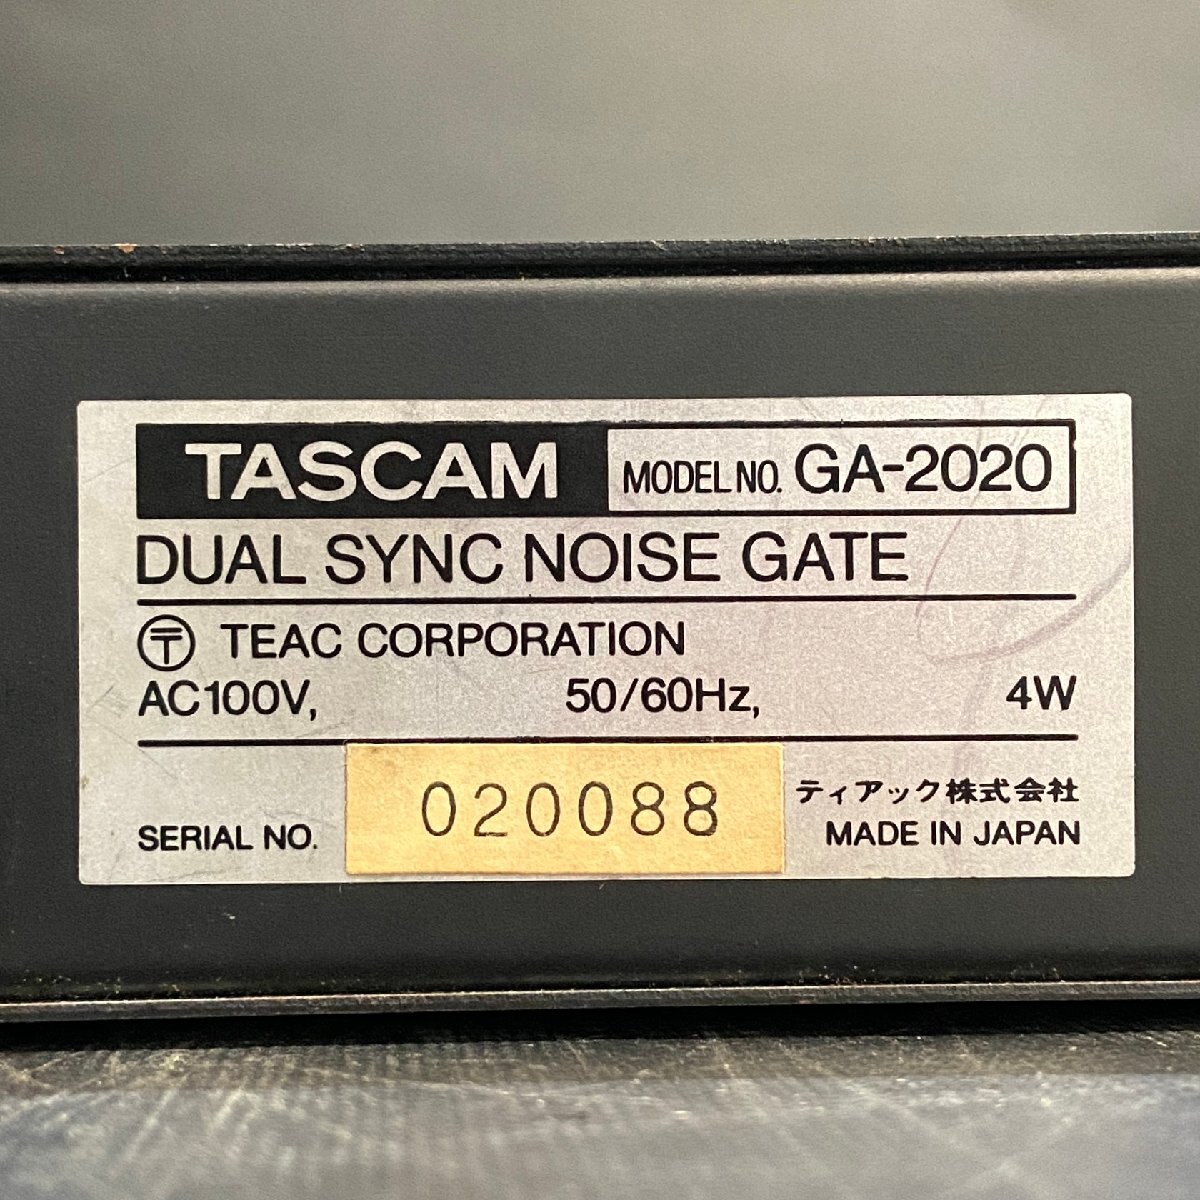 TASCAM MODEL NO. GA-2020
DUAL SYNC NOISE GATE
〒 TEAC CORPORATION
AC100V, 50/60Hz, 4W
SERIAL NO. 020088
ティアック株式会社
MADE IN JAPAN